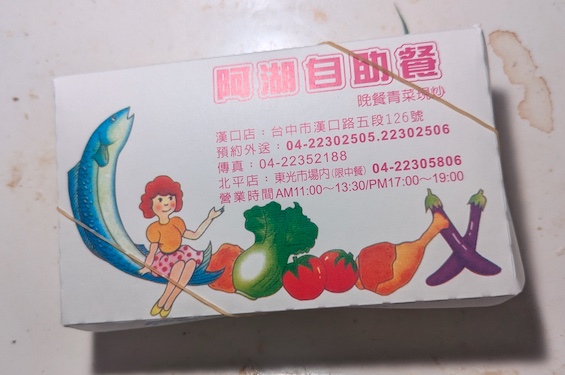 阿湖自助餐
晚餐青菜現炒
漢口店：台中市漢口路五段126號
預約外送：04-22302505.22302506
傳真：04-22352188
北平店：東光市場內(限中餐) 04-22305806
營業時間AM11:00～13:30/PM17:00～19:00